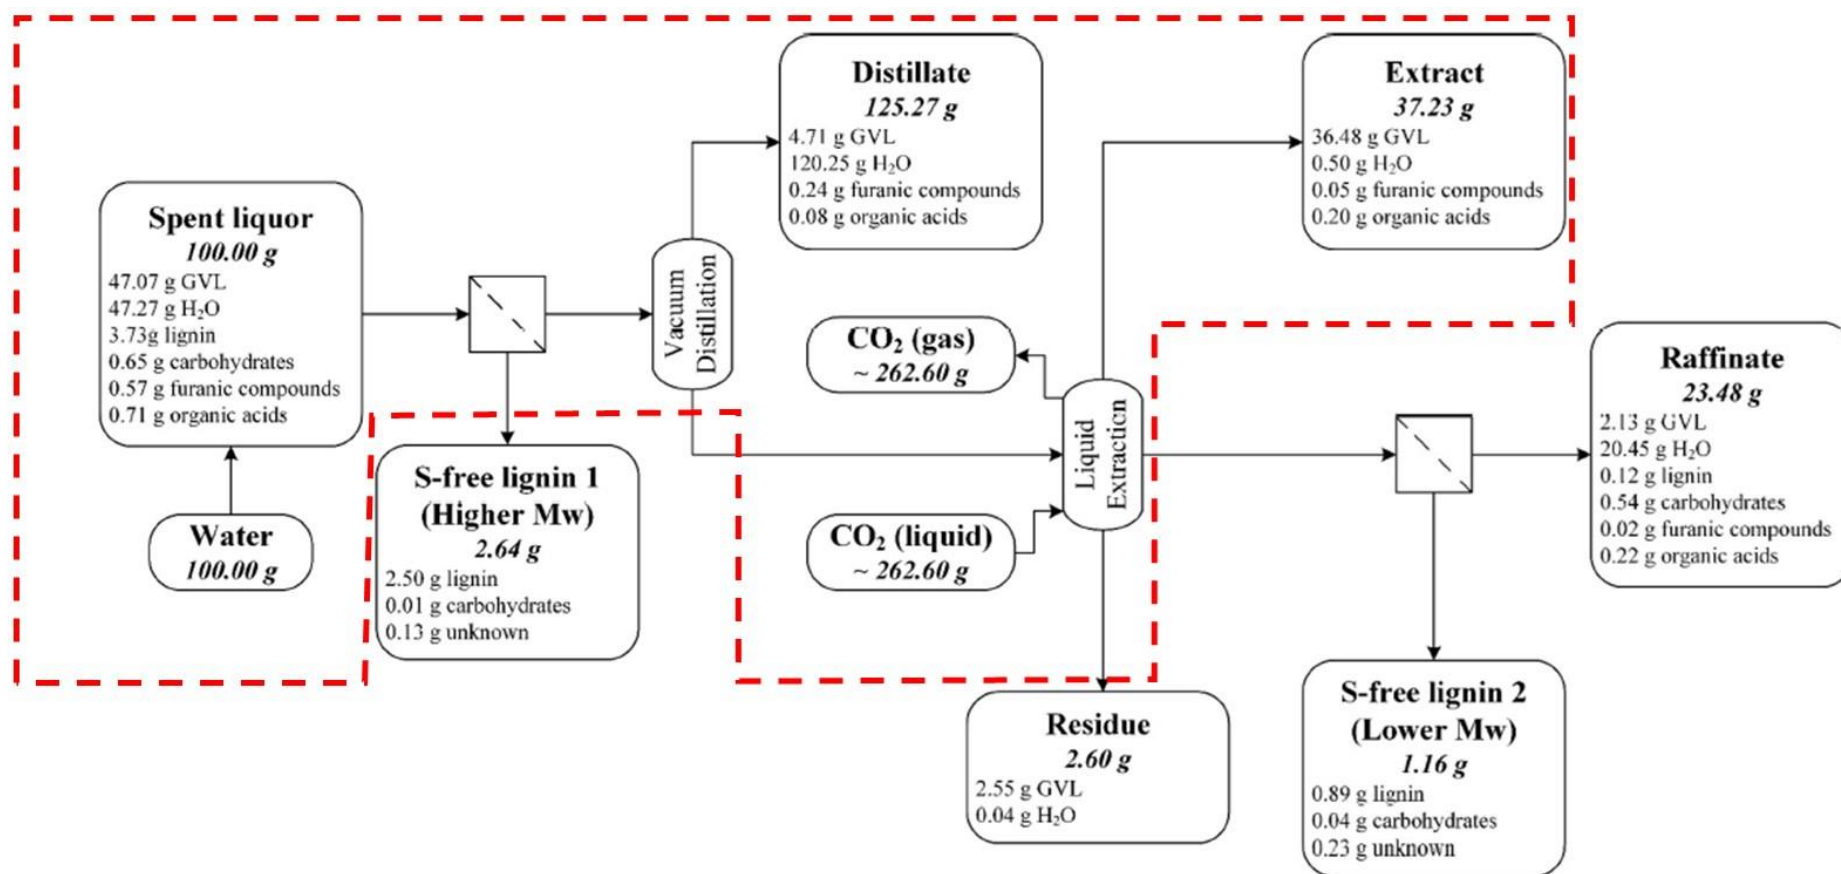 Distillate
125.27 g
4.71 g GVL
120.25 g H₂O
0.24 g furanic compounds
0.08 g organic acids
Extract
37.23 g
36.48 g GVL
0.50 g H₂O
0.05 g furanic compounds
0.20 g organic acids
Spent liquor
100.00 g
47.07 g GVL
47.27 g H₂O
3.73g lignin
0.65 g carbohydrates
0.57 g furanic compounds
0.71 g organic acids
Vacuum
Distillation
CO₂ (gas)
~ 262.60 g
Raffinate
23.48 g
2.13 g GVL
20.45 g H₂O
0.12 g lignin
0.54 g carbohydrates
0.02 g furanic compounds
0.22 g organic acids
Liquid
Extraction
Water
100.00 g
S-free lignin 1
(Higher Mw)
2.64 g
2.50 g lignin
0.01 g carbohydrates
0.13 g unknown
CO₂ (liquid)
~ 262.60 g
Residue
2.60 g
2.55 g GVL
0.04 g H₂O
S-free lignin 2
(Lower Mw)
1.16 g
0.89 g lignin
0.04 g carbohydrates
0.23 g unknown